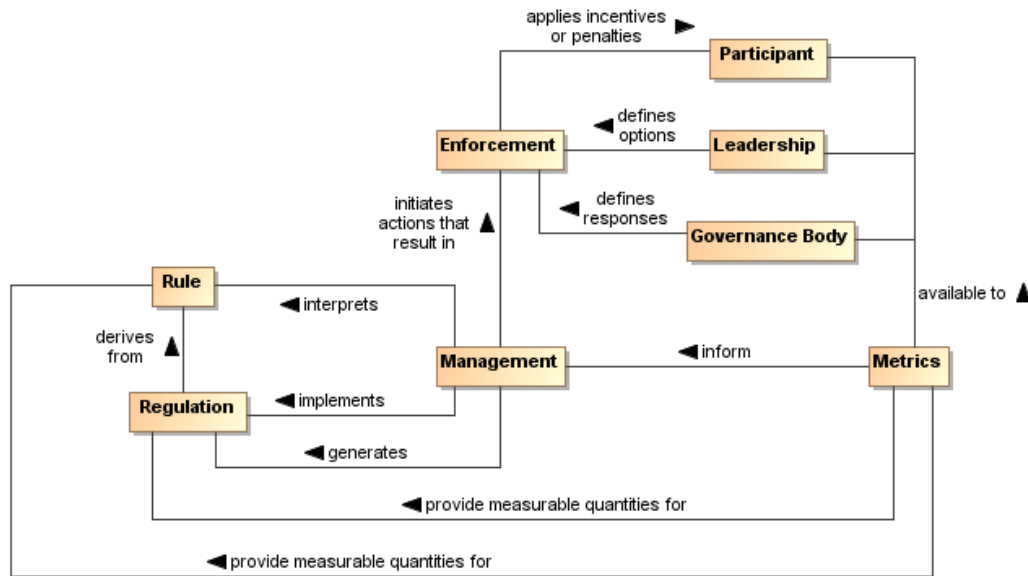 applies incentives
or penalties
Participant
defines
options
Enforcement
Leadership
initiates
actions that
result in
defines
responses
Governance Body
Rule
interprets
available to
derives
from
Management
inform
Metrics
Regulation
implements
generates
provide measurable quantities for
provide measurable quantities for